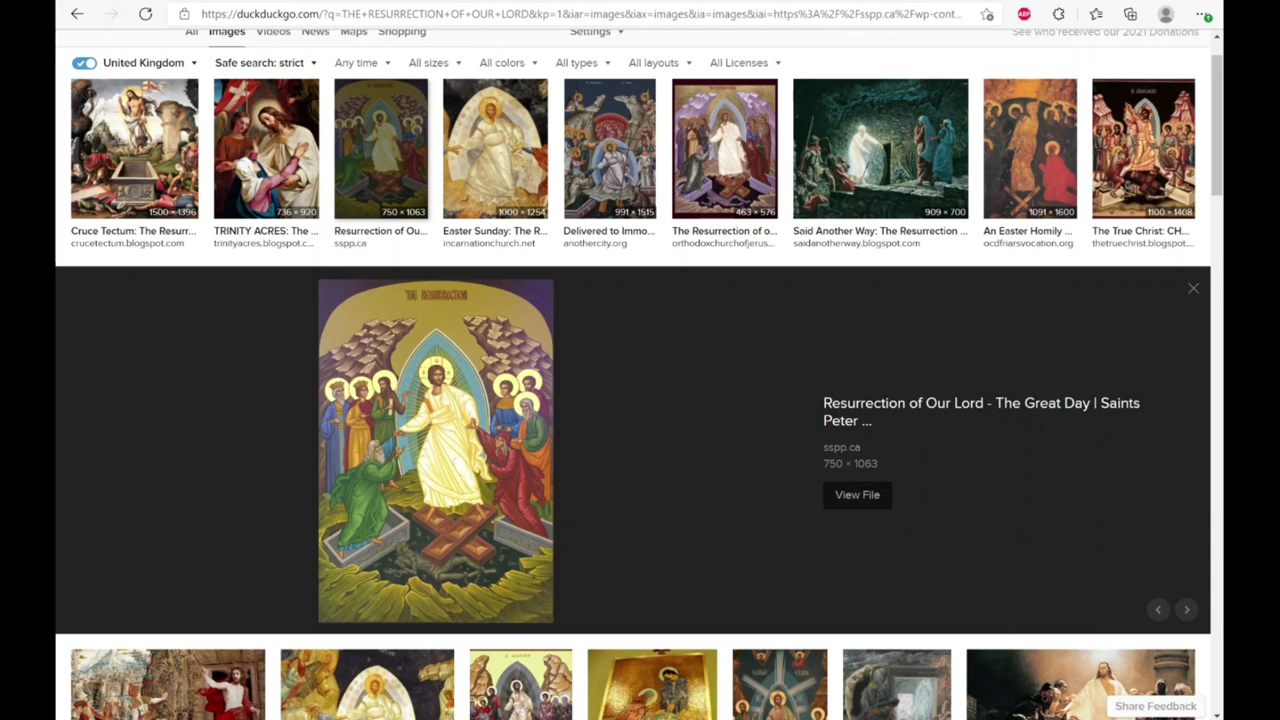 https://duckduckgo.com/?q=THE+RESURRECTION+OF+OUR+LORD&kp=1&iar=images&iax=images&ia=images&iai=https%3A%2F%2Fsspp.ca%2Fwp-cont...
ABP
All Images Videos News Maps Shopping Settings See who received our 2021 Donations
United Kingdom Safe search: strict Any time All sizes All colors All types All layouts All Licenses
1500 × 1396 736 × 920 750 × 1063 1000 × 1254 991 × 1515 463 × 576 909 × 700 1091 × 1600 1100 × 1408
Cruce Tectum: The Resurr... TRINITY ACRES: The ... Resurrection of Ou... Easter Sunday: The R... Delivered to Immo... The Resurrection of o... Said Another Way: The Resurrection ... An Easter Homily ... The True Christ: CH...
crucetectum.blogspot.com trinityacres.blogspot.c... sspp.ca incarnationchurch.net anothercity.org orthodoxchurchofjerus... saidanotherway.blogspot.com ocdfriarsvocation.org thetruechrist.blogspot....
THE RESURRECTION
Resurrection of Our Lord - The Great Day | Saints
Peter ...
sspp.ca
750 × 1063
View File
Share Feedback